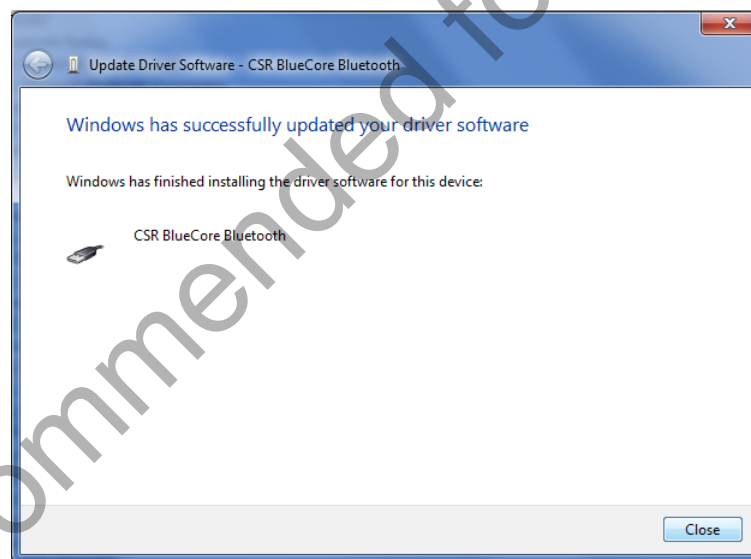 Update Driver Software - CSR BlueCore Bluetooth
Windows has successfully updated your driver software
Windows has finished installing the driver software for this device:
CSR BlueCore Bluetooth
Close